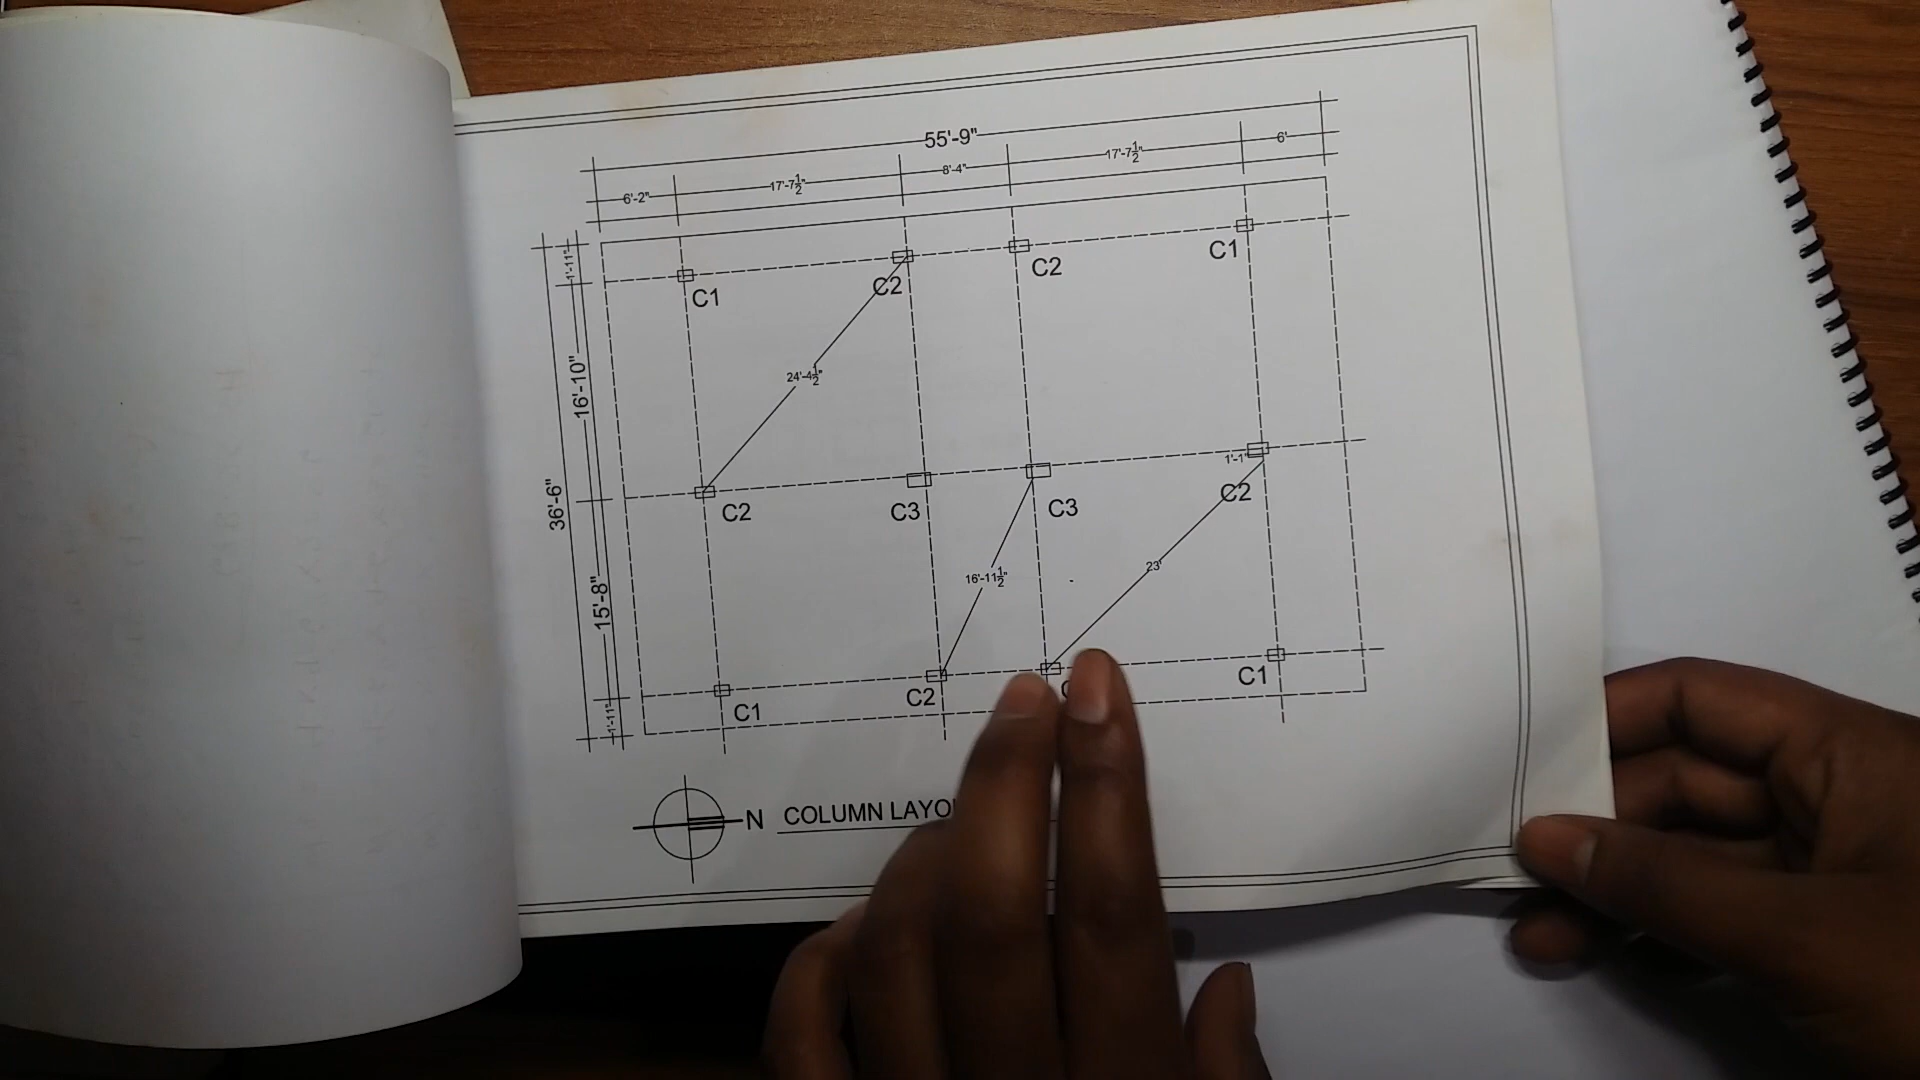 55'-9"
6'-2" 17'-7½" 8'-4" 17'-7½" 6'
1'-11"
C1 C2 C2 C1
16'-10"
24'-4½"
36'-6"
1'-1"
C2 C3 C3 C2
15'-8"
16'-11½" 23'
1'-11"
C1 C2 C1
N COLUMN LAYO